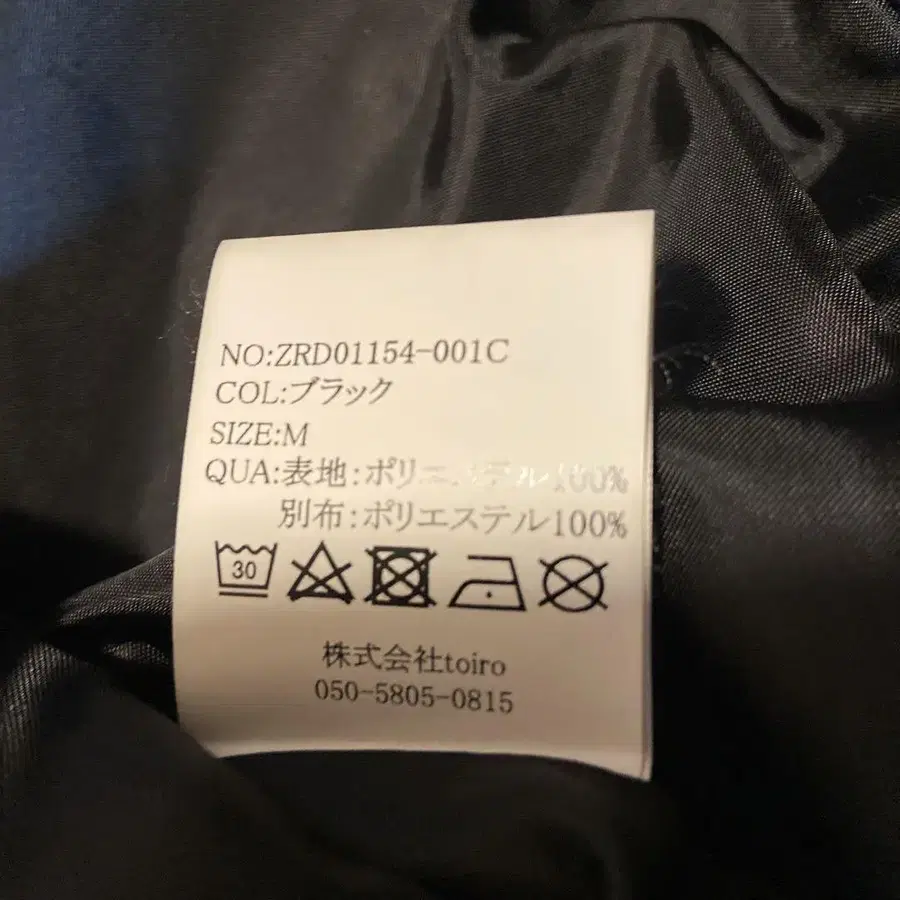 NO:ZRD01154-001C
COL:ブラック
SIZE:M
QUA:表地:ポリエステル100%
別布:ポリエステル100%
30
株式会社toiro
050-5805-0815